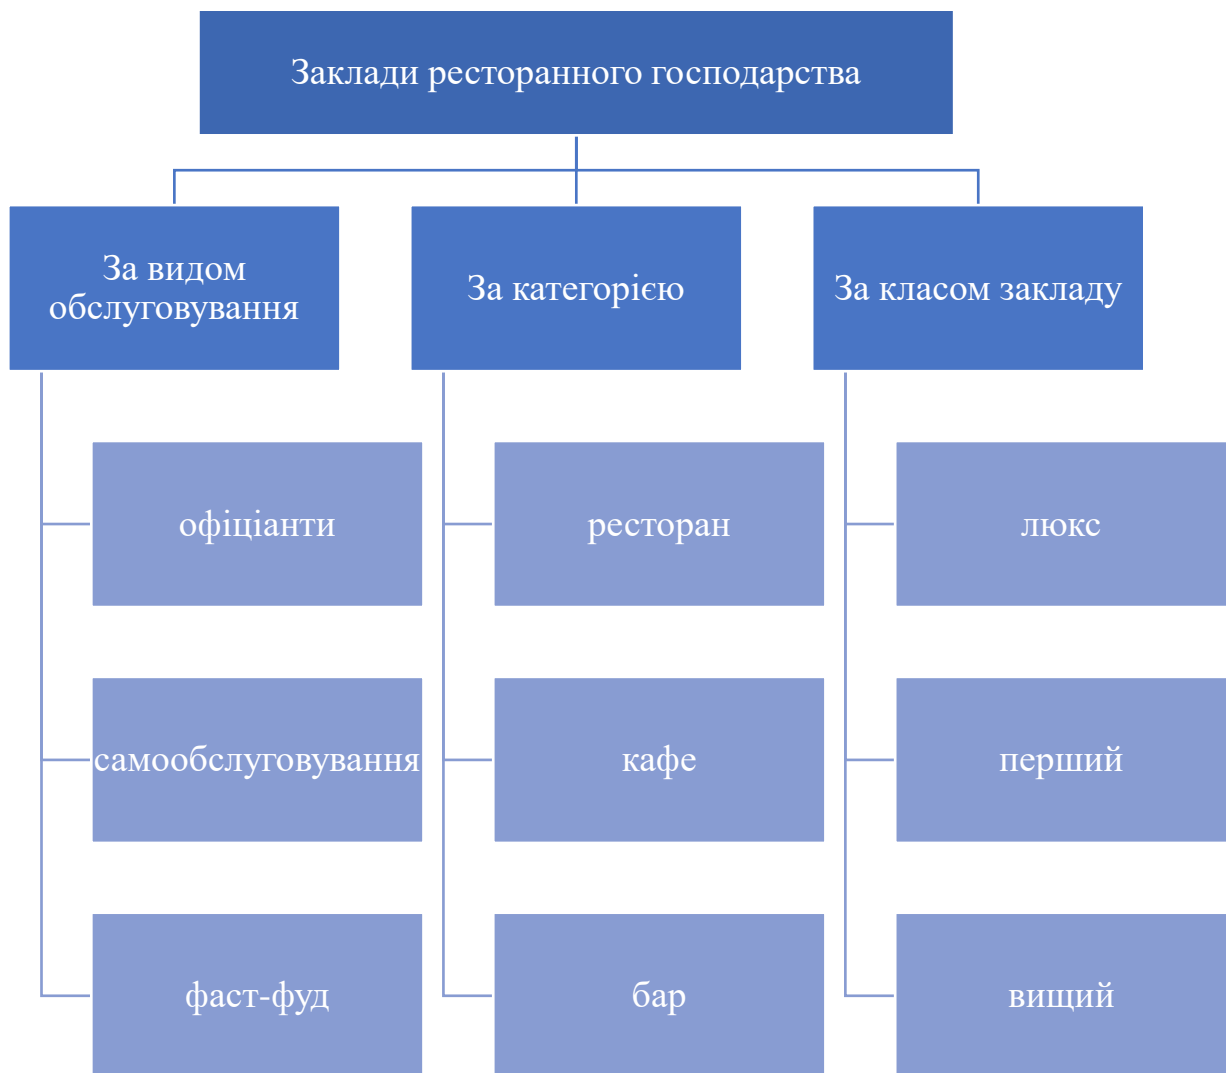 Заклади ресторанного господарства
За видом
обслуговування
За категорією
За класом закладу
офіціанти
ресторан
люкс
самообслуговування
кафе
перший
фаст-фуд
бар
вищий